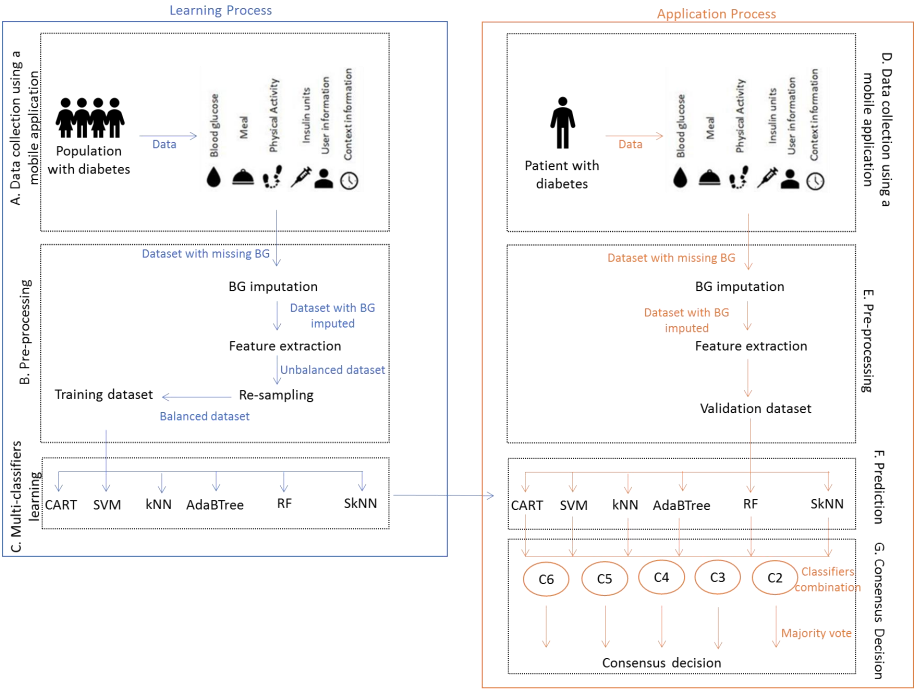 Learning Process
A. Data collection using a
mobile application
Population
with diabetes
Data
Blood glucose
Meal
Physical Activity
Insulin units
User information
Context information
Dataset with missing BG
B. Pre-processing
BG imputation
Dataset with BG
imputed
Feature extraction
Unbalanced dataset
Training dataset
Re-sampling
Balanced dataset
C. Multi-classifiers
learning
CART
SVM
kNN
AdaBTree
RF
SkNN
Application Process
D. Data collection using a
mobile application
Patient with
diabetes
Data
Blood glucose
Meal
Physical Activity
Insulin units
User information
Context information
Dataset with missing BG
E. Pre-processing
BG imputation
Dataset with BG
imputed
Feature extraction
Validation dataset
F. Prediction
CART
SVM
kNN
AdaBTree
RF
SkNN
G. Consensus Decision
C6
C5
C4
C3
C2
Classifiers
combination
Majority vote
Consensus decision